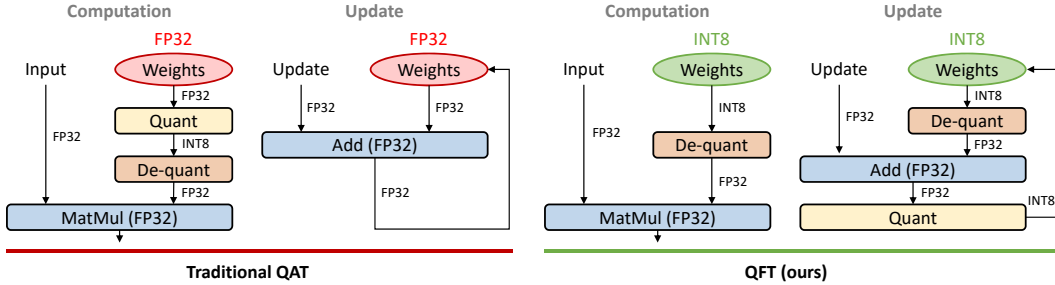 Computation
Update
FP32
FP32
Input
Weights
Update
Weights
FP32
FP32
FP32
Quant
FP32
INT8
Add (FP32)
De-quant
FP32
FP32
MatMul (FP32)
Traditional QAT
Computation
Update
INT8
INT8
Input
Weights
Update
Weights
INT8
INT8
FP32
De-quant
FP32
De-quant
FP32
Add (FP32)
FP32
FP32
MatMul (FP32)
Quant
INT8
QFT (ours)